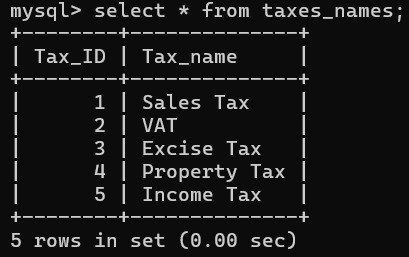 mysql> select * from taxes_names;
+--------+--------------+
| Tax_ID | Tax_name     |
+--------+--------------+
|      1 | Sales Tax    |
|      2 | VAT          |
|      3 | Excise Tax   |
|      4 | Property Tax |
|      5 | Income Tax   |
+--------+--------------+
5 rows in set (0.00 sec)